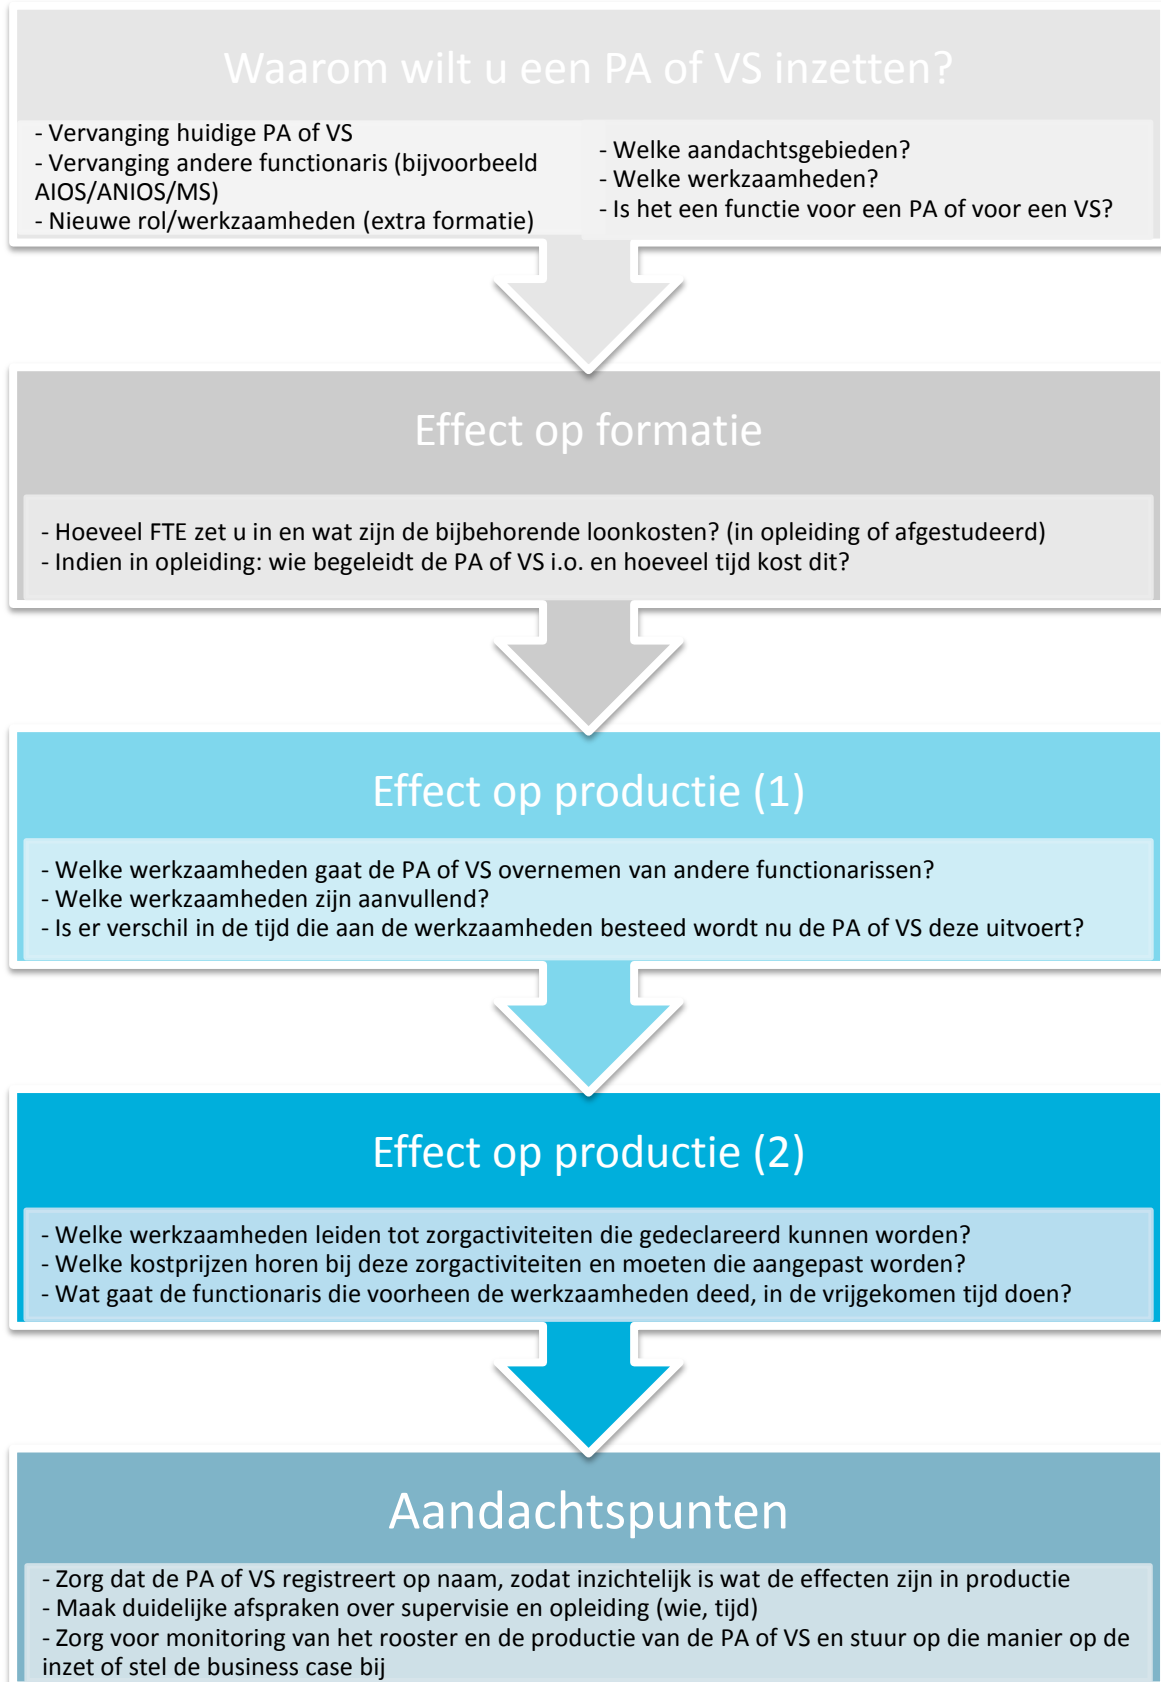 Waarom wilt u een PA of VS inzetten?
- Vervanging huidige PA of VS
- Vervanging andere functionaris (bijvoorbeeld
AIOS/ANIOS/MS)
- Nieuwe rol/werkzaamheden (extra formatie)
- Welke aandachtsgebieden?
- Welke werkzaamheden?
- Is het een functie voor een PA of voor een VS?
Effect op formatie
- Hoeveel FTE zet u in en wat zijn de bijbehorende loonkosten? (in opleiding of afgestudeerd)
- Indien in opleiding: wie begeleidt de PA of VS i.o. en hoeveel tijd kost dit?
Effect op productie (1)
- Welke werkzaamheden gaat de PA of VS overnemen van andere functionarissen?
- Welke werkzaamheden zijn aanvullend?
- Is er verschil in de tijd die aan de werkzaamheden besteed wordt nu de PA of VS deze uitvoert?
Effect op productie (2)
- Welke werkzaamheden leiden tot zorgactiviteiten die gedeclareerd kunnen worden?
- Welke kostprijzen horen bij deze zorgactiviteiten en moeten die aangepast worden?
- Wat gaat de functionaris die voorheen de werkzaamheden deed, in de vrijgekomen tijd doen?
Aandachtspunten
- Zorg dat de PA of VS registreert op naam, zodat inzichtelijk is wat de effecten zijn in productie
- Maak duidelijke afspraken over supervisie en opleiding (wie, tijd)
- Zorg voor monitoring van het rooster en de productie van de PA of VS en stuur op die manier op de
inzet of stel de business case bij